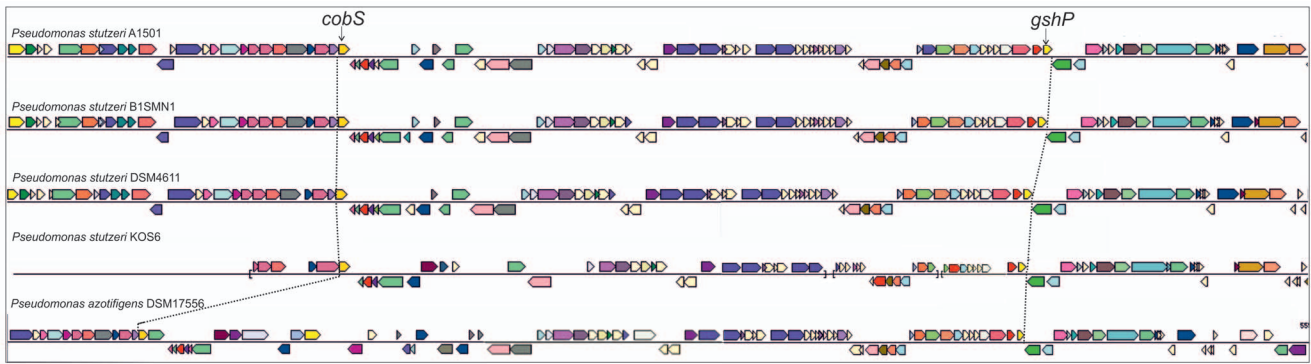 cobS gshP
Pseudomonas stutzeri A1501
Pseudomonas stutzeri B1SMN1
Pseudomonas stutzeri DSM4611
Pseudomonas stutzeri KOS6
Pseudomonas azotifigens DSM17556